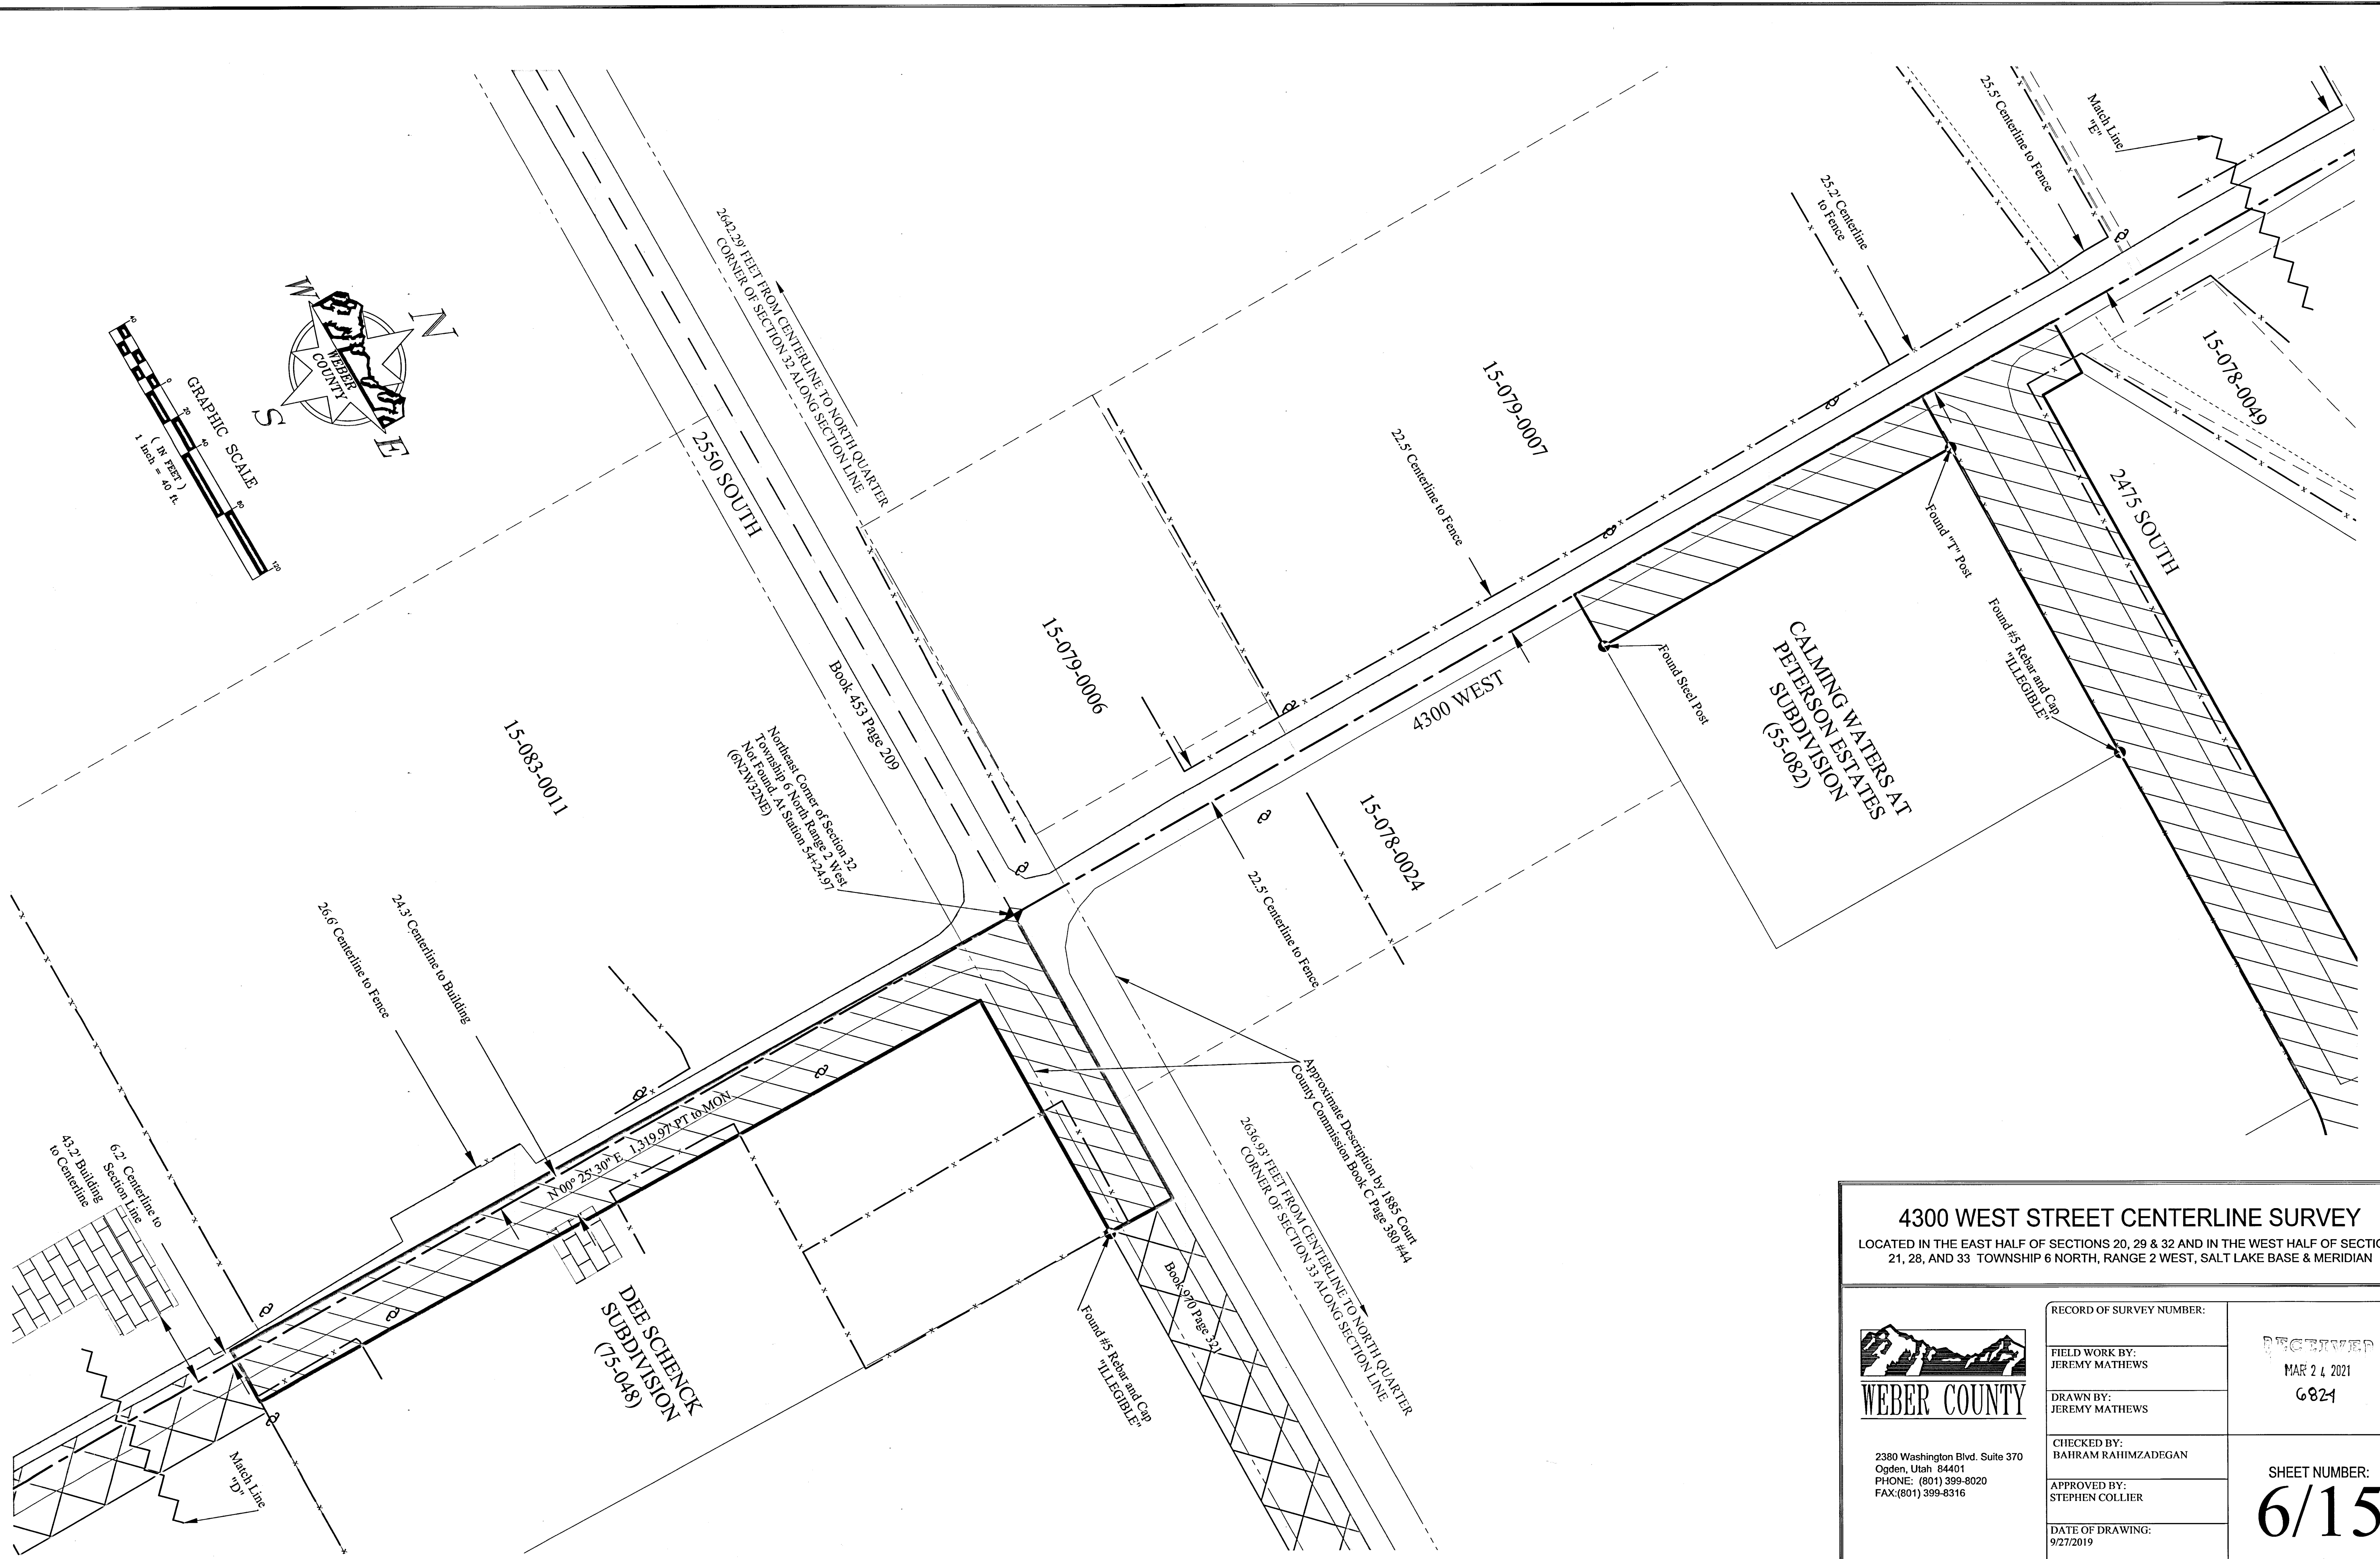 Match Line
"E"
25.5' Centerline to Fence
25.2' Centerline
to Fence
15-078-0049
2642.29' FEET FROM CENTERLINE TO NORTH QUARTER
CORNER OF SECTION 32 ALONG SECTION LINE
N
W
WEBER
COUNTY
S
E
40
0
20
40
80
120
GRAPHIC SCALE
( IN FEET )
1 inch = 40 ft.
2550 SOUTH
15-079-0007
22.5' Centerline to Fence
2475 SOUTH
Found "T" Post
Found #5 Rebar and Cap
"ILLEGIBLE"
15-079-0006
4300 WEST
Found Steel Post
CALMING WATERS AT
PETERSON ESTATES
SUBDIVISION
(55-082)
Book 453 Page 209
15-083-0011
Northeast Corner of Section 32
Township 6 North Range 2 West
Not Found. At Station 54+24.97
(6N2W32NE)
15-078-0024
22.5' Centerline to Fence
24.3' Centerline to Building
26.6' Centerline to Fence
N 00° 25' 30" E 1,319.97' PT to MON
Approximate Description by 1885 Court
County Commission Book C Page 380 #44
2636.93' FEET FROM CENTERLINE TO NORTH QUARTER
CORNER OF SECTION 33 ALONG SECTION LINE
6.2' Centerline to
Section Line
43.2' Building
to Centerline
Book 970 Page 321
Found #5 Rebar and Cap
"ILLEGIBLE"
DEE SCHENCK
SUBDIVISION
(75-048)
Match Line
"D"
4300 WEST STREET CENTERLINE SURVEY
LOCATED IN THE EAST HALF OF SECTIONS 20, 29 & 32 AND IN THE WEST HALF OF SECTIO
21, 28, AND 33 TOWNSHIP 6 NORTH, RANGE 2 WEST, SALT LAKE BASE & MERIDIAN
WEBER COUNTY
2380 Washington Blvd. Suite 370
Ogden, Utah 84401
PHONE: (801) 399-8020
FAX:(801) 399-8316
RECORD OF SURVEY NUMBER:
FIELD WORK BY:
JEREMY MATHEWS
DRAWN BY:
JEREMY MATHEWS
CHECKED BY:
BAHRAM RAHIMZADEGAN
APPROVED BY:
STEPHEN COLLIER
DATE OF DRAWING:
9/27/2019
RECEIVED
MAR 24 2021
6824
SHEET NUMBER:
6/15